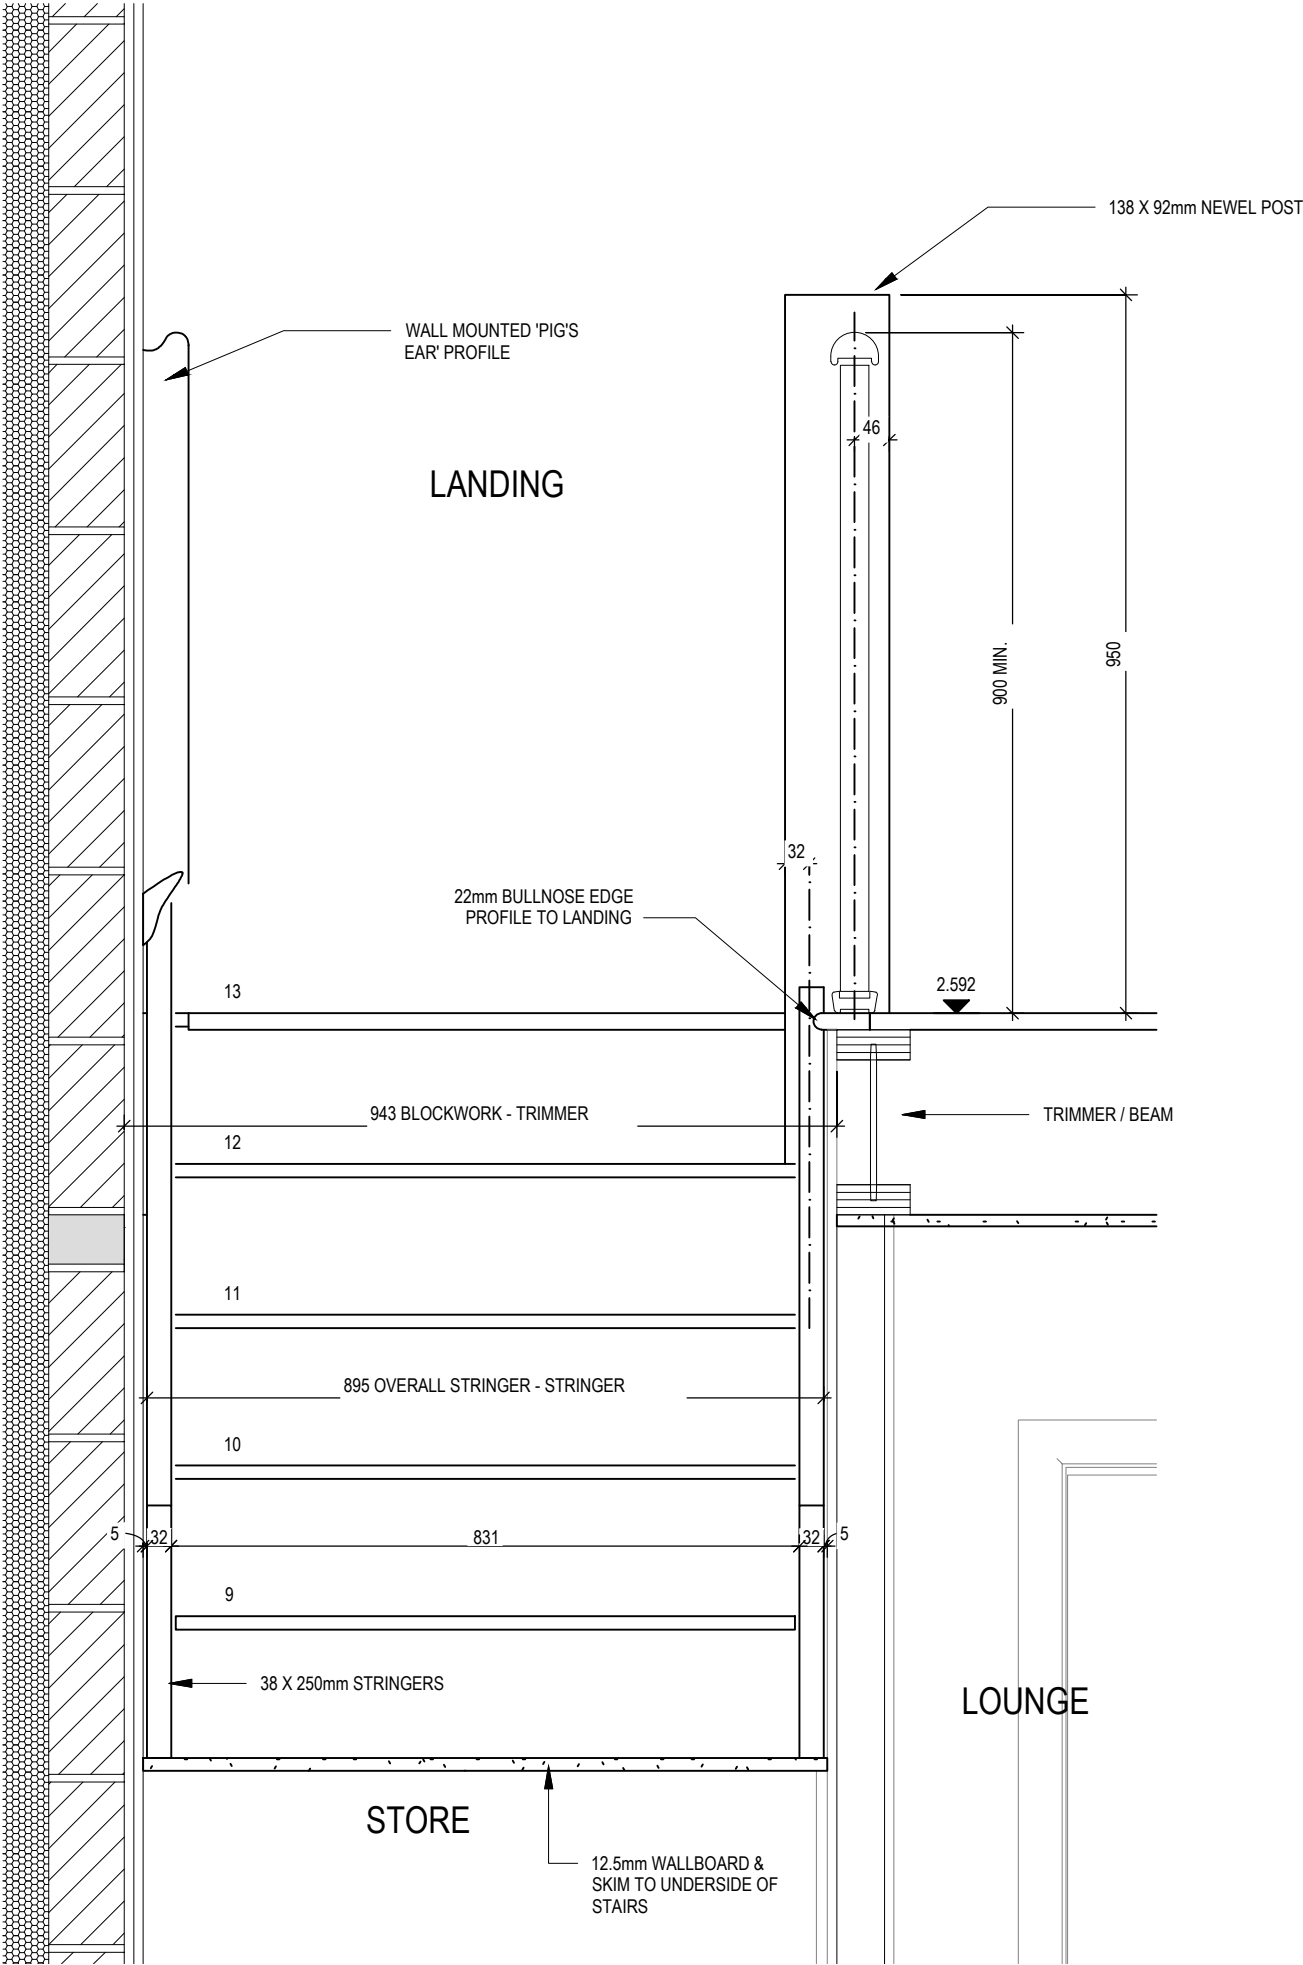 138 X 92mm NEWEL POST
WALL MOUNTED 'PIG'S
EAR' PROFILE
46
LANDING
900 MIN.
950
32
22mm BULLNOSE EDGE
PROFILE TO LANDING
13
2.592
943 BLOCKWORK - TRIMMER
TRIMMER / BEAM
12
11
895 OVERALL STRINGER - STRINGER
10
5
32
831
32
5
9
38 X 250mm STRINGERS
LOUNGE
STORE
12.5mm WALLBOARD &
SKIM TO UNDERSIDE OF
STAIRS